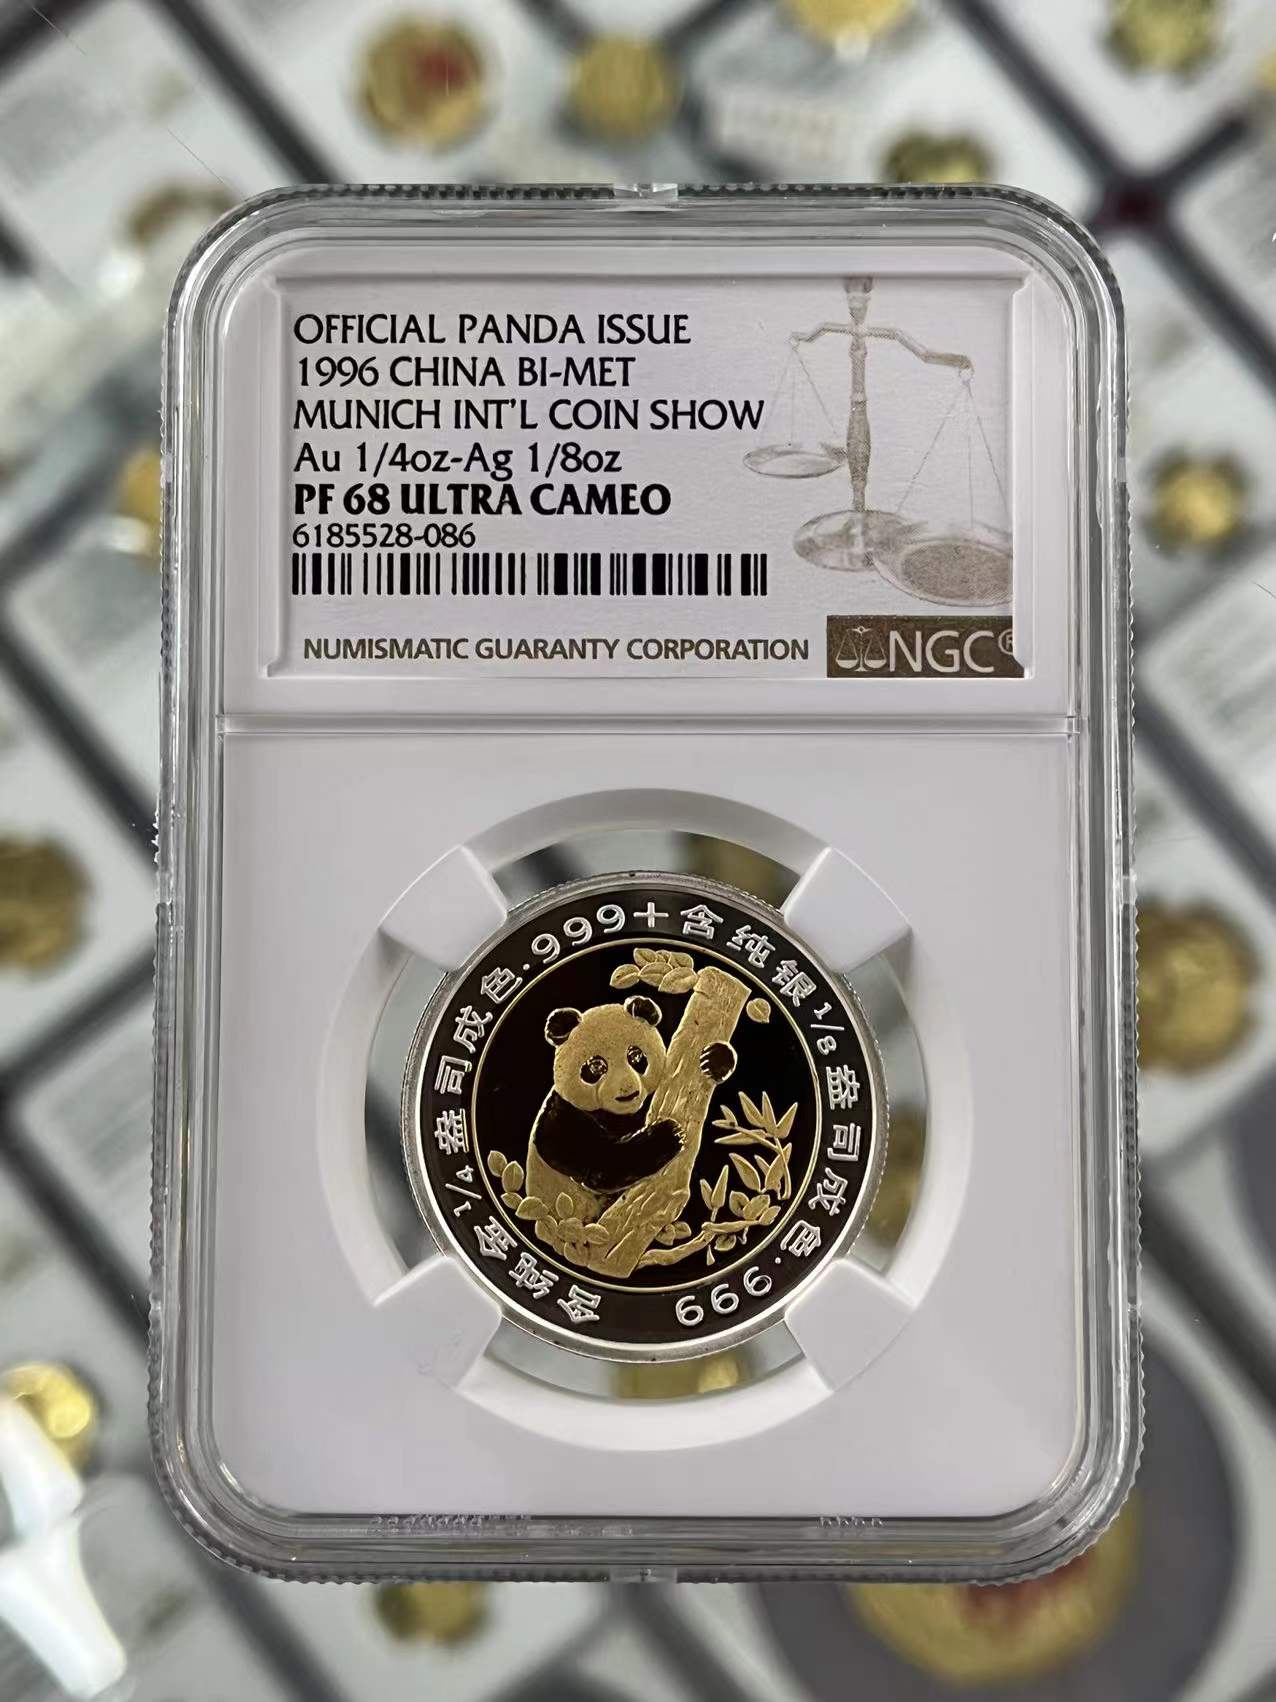 OFFICIAL PANDA ISSUE
1996 CHINA BI-MET
MUNICH INT'L COIN SHOW
Au 1/4oz-Ag 1/8oz
PF 68 ULTRA CAMEO
6185528-086
NUMISMATIC GUARANTY CORPORATION NGC®
含纯金1/4盎司成色·999+含纯银1/8盎司成色·999